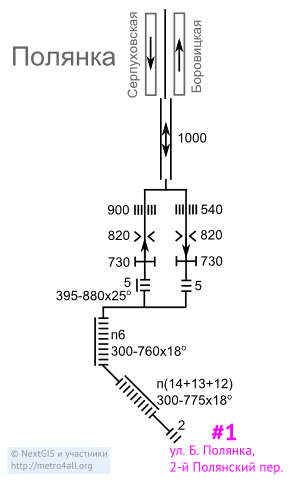 Полянка
Серпуховская
Боровицкая
1000
900
540
820
820
730
730
5
5
395-880x25°
п6
300-760x18°
п(14+13+12)
300-775x18°
2
#1
ул. Б. Полянка,
2-й Полянский пер.
© NextGIS и участники
http://metro4all.org